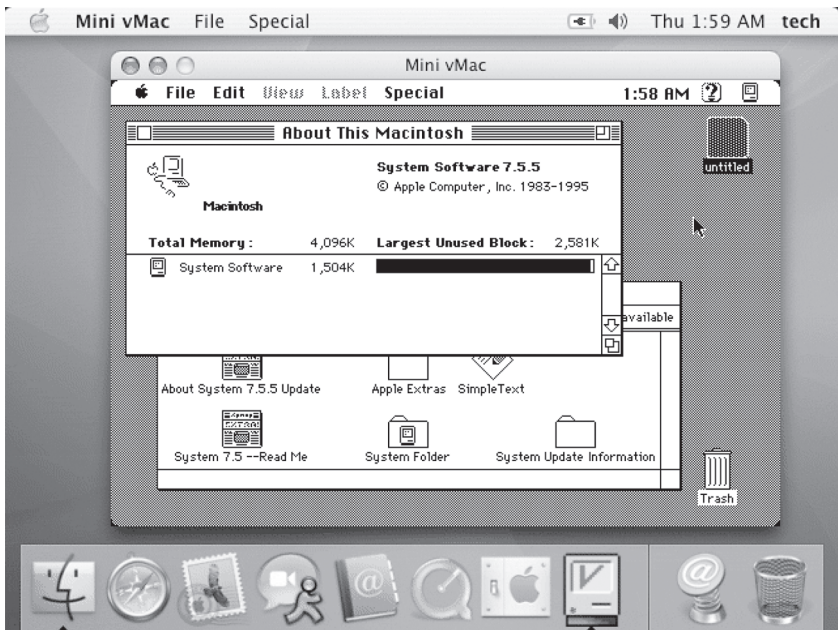 Mini vMac File Special Thu 1:59 AM tech
Mini vMac
File Edit View Label Special 1:58 AM
About This Macintosh
untitled
System Software 7.5.5
© Apple Computer, Inc. 1983-1995
Macintosh
Total Memory: 4,096K Largest Unused Block: 2,581K
System Software 1,504K
available
About System 7.5.5 Update Apple Extras SimpleText
System 7.5 --Read Me System Folder System Update Information
Trash